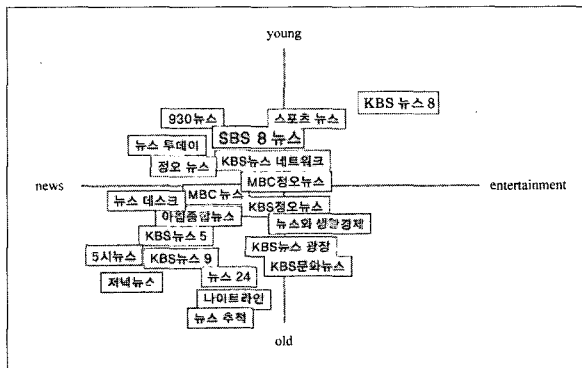 young
KBS 뉴스 8
930뉴스
스포츠 뉴스
SBS 8 뉴스
뉴스 투데이
KBS뉴스 네트워크
정오 뉴스
MBC정오뉴스
news
entertainment
MBC 뉴스
뉴스 데스크
KBS정오뉴스
아침종합뉴스
뉴스와 생활경제
KBS뉴스 5
KBS뉴스 광장
5시뉴스
KBS뉴스 9
KBS문화뉴스
뉴스 24
저녁뉴스
나이트라인
뉴스 추적
old